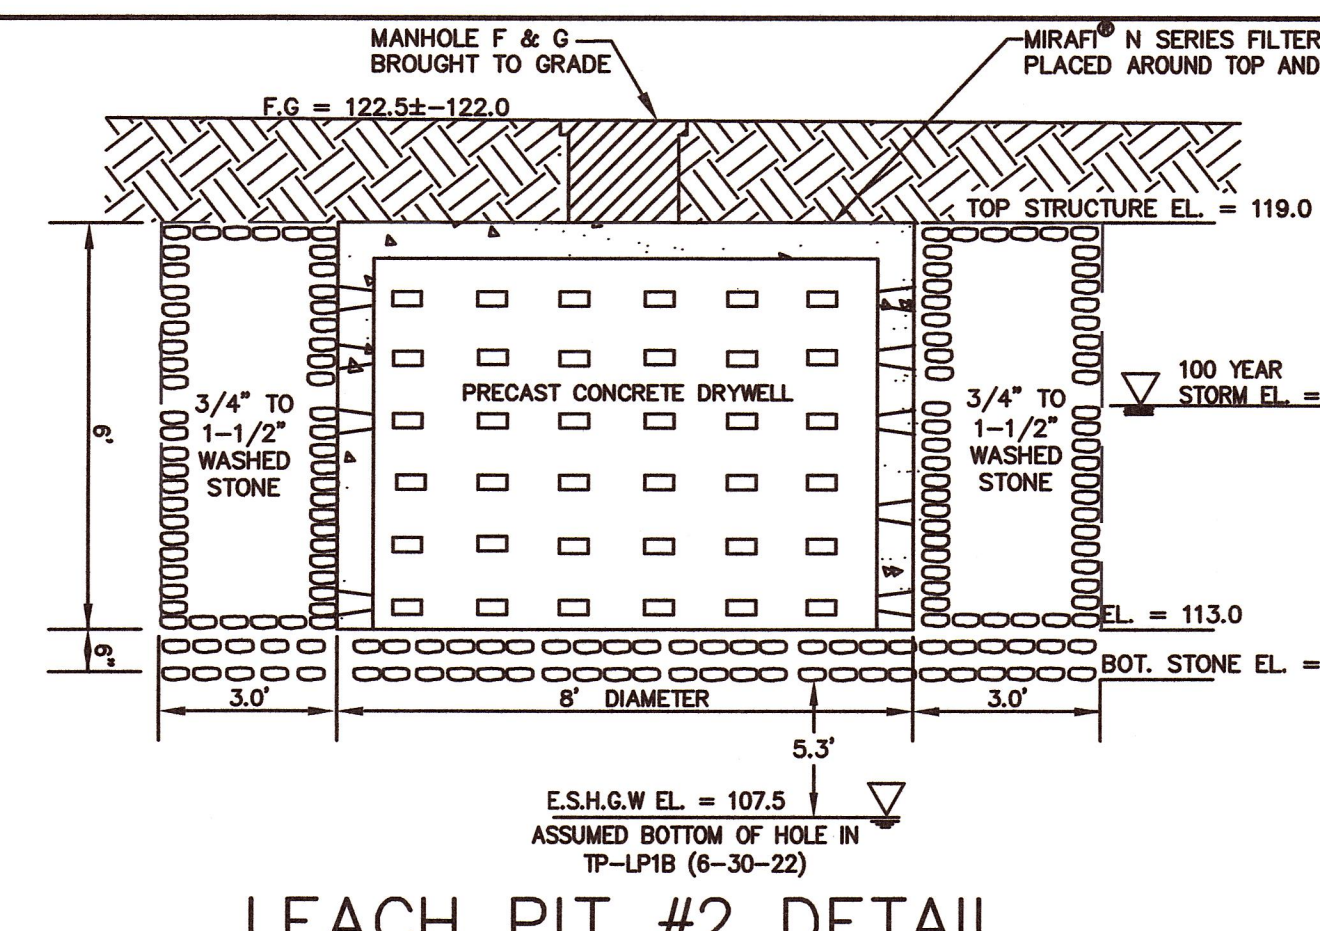 MANHOLE F & G
BROUGHT TO GRADE
MIRAFI® N SERIES FILTER
PLACED AROUND TOP AND
F.G = 122.5±-122.0
TOP STRUCTURE EL. = 119.0
PRECAST CONCRETE DRYWELL
3/4" TO
1-1/2"
WASHED
STONE
3/4" TO
1-1/2"
WASHED
STONE
100 YEAR
STORM EL. =
6'
6"
EL. = 113.0
BOT. STONE EL. =
3.0'
8' DIAMETER
3.0'
5.3'
E.S.H.G.W EL. = 107.5
ASSUMED BOTTOM OF HOLE IN
TP-LP1B (6-30-22)
LEACH PIT #2 DETAIL